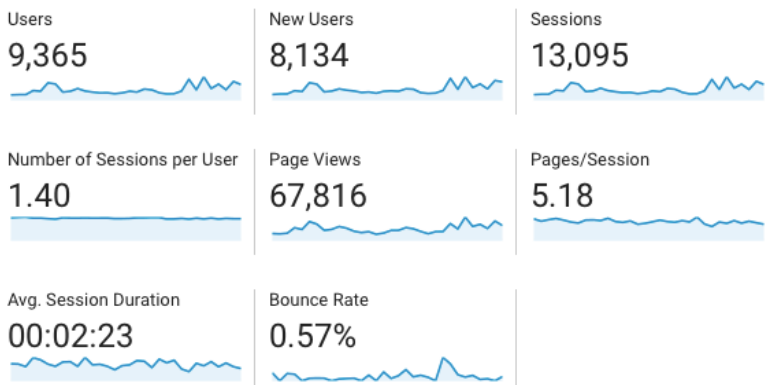 Users
9,365
New Users
8,134
Sessions
13,095
Number of Sessions per User
1.40
Page Views
67,816
Pages/Session
5.18
Avg. Session Duration
00:02:23
Bounce Rate
0.57%